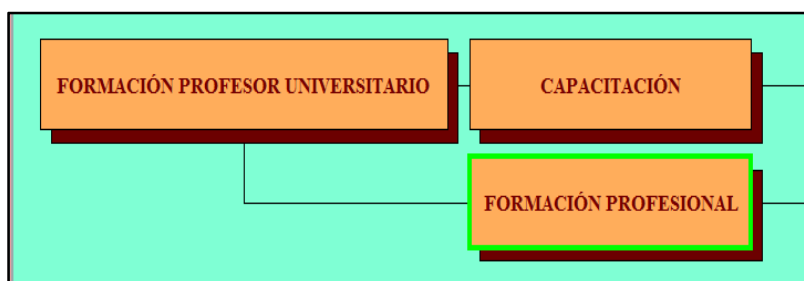 FORMACIÓN PROFESOR UNIVERSITARIO
CAPACITACIÓN
FORMACIÓN PROFESIONAL